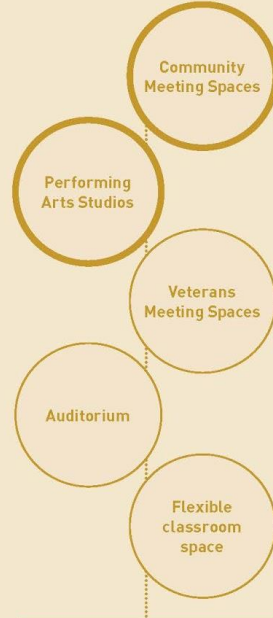 Community
Meeting Spaces
Performing
Arts Studios
Veterans
Meeting Spaces
Auditorium
Flexible
classroom
space